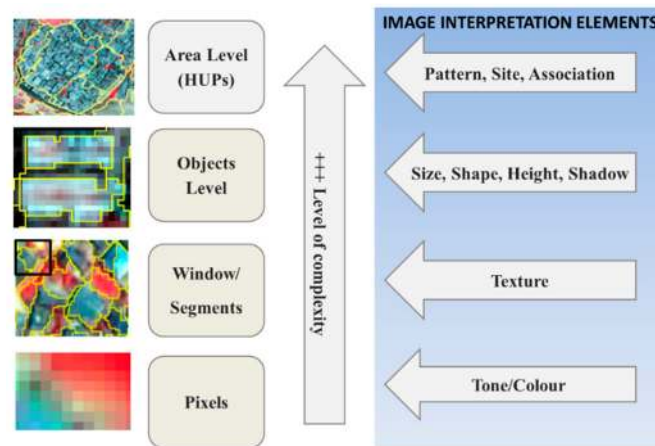 IMAGE INTERPRETATION ELEMENTS
Area Level
(HUPs)
Pattern, Site, Association
Objects
Level
Size, Shape, Height, Shadow
+++ Level of complexity
Window/
Segments
Texture
Pixels
Tone/Colour